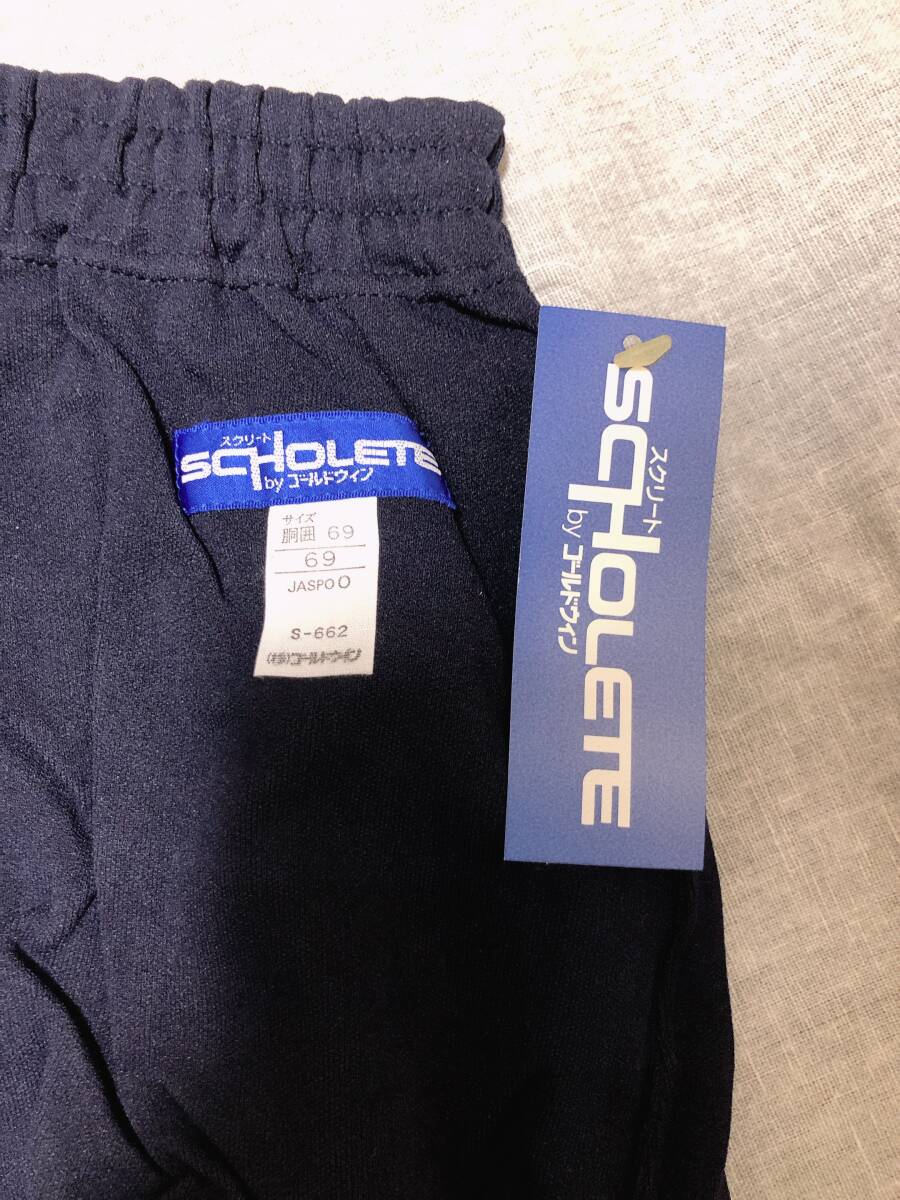 スクリート
SCHOLETE
by ゴールドウィン
サイズ
胴囲 69
69
JASPO O
S-662
(株)ゴールドウイン
SCHOLETE
スクリート
by ゴールドウィン